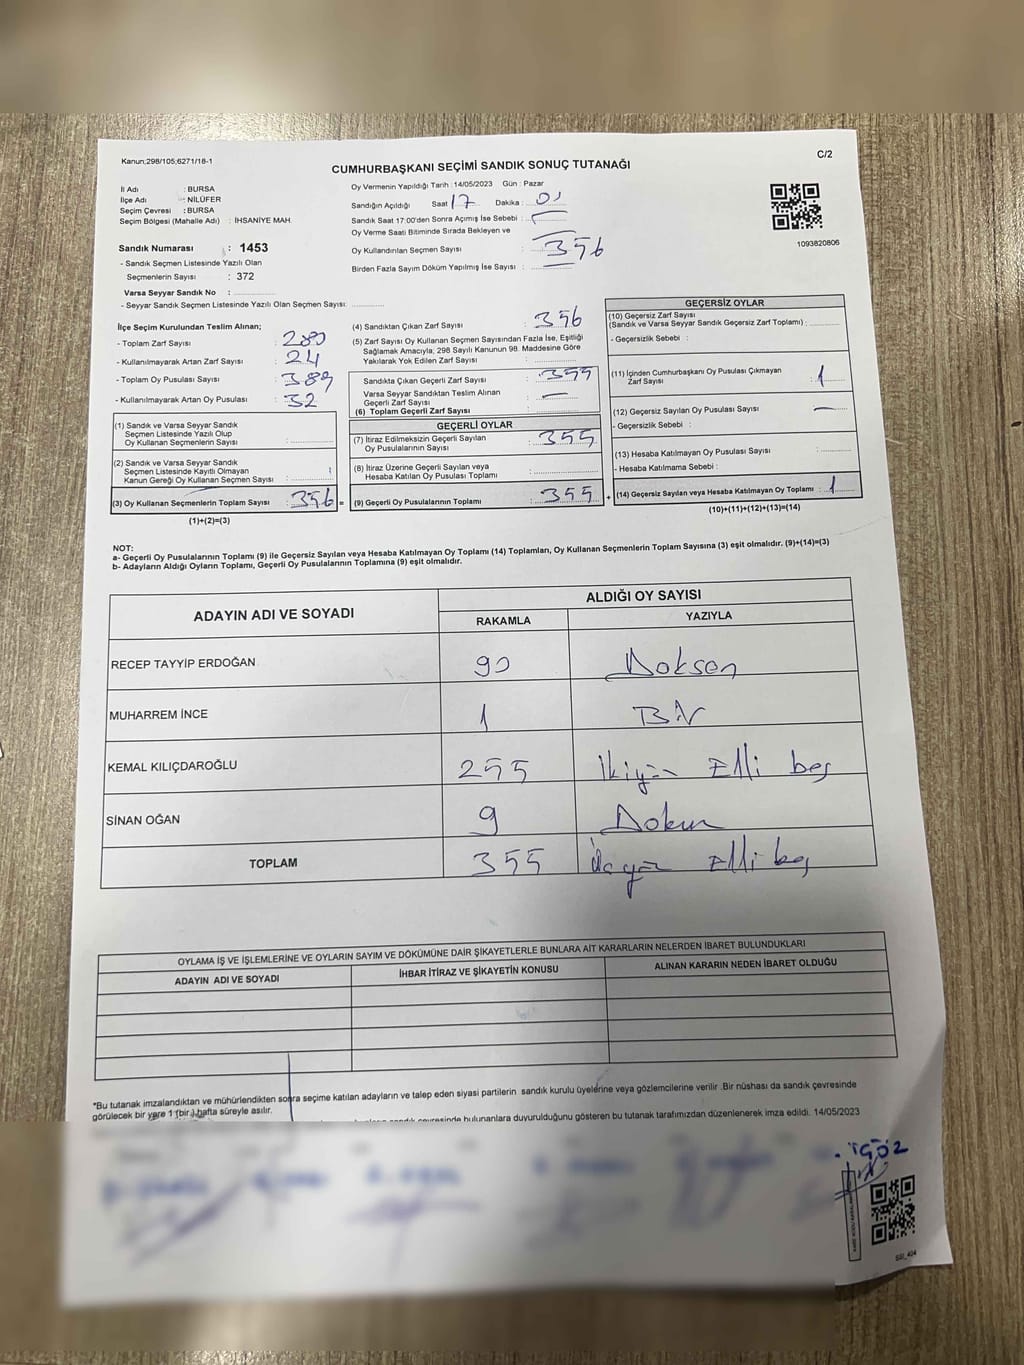 Kanun;298/105;6271/18-1
CUMHURBAŞKANI SEÇİMİ SANDIK SONUÇ TUTANAĞI
C/2
İl Adı : BURSA
İlçe Adı : NİLÜFER
Seçim Çevresi : BURSA
Seçim Bölgesi (Mahalle Adı) : İHSANİYE MAH.
Sandık Numarası : 1453
- Sandık Seçmen Listesinde Yazılı Olan
Seçmenlerin Sayısı : 372
Varsa Seyyar Sandık No :
- Seyyar Sandık Seçmen Listesinde Yazılı Olan Seçmen Sayısı:
Oy Vermenin Yapıldığı Tarih : 14/05/2023 Gün : Pazar
Sandığın Açıldığı Saat 17 Dakika : 01
Sandık Saat 17:00'den Sonra Açımış İse Sebebi :
Oy Verme Saati Bitiminde Sırada Bekleyen ve
Oy Kullandırılan Seçmen Sayısı : 356
Birden Fazla Sayım Döküm Yapılmış İse Sayısı :
1093820806
İlçe Seçim Kurulundan Teslim Alınan;
- Toplam Zarf Sayısı : 380
- Kullanılmayarak Artan Zarf Sayısı : 24
- Toplam Oy Pusulası Sayısı : 389
- Kullanılmayarak Artan Oy Pusulası : 32
(1) Sandık ve Varsa Seyyar Sandık
Seçmen Listesinde Yazılı Olup
Oy Kullanan Seçmenlerin Sayısı :
(2) Sandık ve Varsa Seyyar Sandık
Seçmen Listesinde Kayıtlı Olmayan
Kanun Gereği Oy Kullanan Seçmen Sayısı :
(3) Oy Kullanan Seçmenlerin Toplam Sayısı : 356 =
(1)+(2)=(3)
(4) Sandıktan Çıkan Zarf Sayısı : 356
(5) Zarf Sayısı Oy Kullanan Seçmen Sayısından Fazla İse, Eşitliği
Sağlamak Amacıyla; 298 Sayılı Kanunun 98. Maddesine Göre
Yakılarak Yok Edilen Zarf Sayısı :
Sandıkta Çıkan Geçerli Zarf Sayısı : 355
Varsa Seyyar Sandıktan Teslim Alınan
Geçerli Zarf Sayısı : —
(6) Toplam Geçerli Zarf Sayısı :
GEÇERLİ OYLAR
(7) İtiraz Edilmeksizin Geçerli Sayılan
Oy Pusulalarının Sayısı : 355
(8) İtiraz Üzerine Geçerli Sayılan veya
Hesaba Katılan Oy Pusulaları Toplamı :
(9) Geçerli Oy Pusulalarının Toplamı : 355 +
GEÇERSİZ OYLAR
(10) Geçersiz Zarf Sayısı
(Sandık ve Varsa Seyyar Sandık Geçersiz Zarf Toplamı) :
- Geçersizlik Sebebi :
(11) İçinden Cumhurbaşkanı Oy Pusulası Çıkmayan
Zarf Sayısı : 1
(12) Geçersiz Sayılan Oy Pusulası Sayısı : —
- Geçersizlik Sebebi :
(13) Hesaba Katılmayan Oy Pusulası Sayısı :
- Hesaba Katılmama Sebebi :
(14) Geçersiz Sayılan veya Hesaba Katılmayan Oy Toplamı : 1
(10)+(11)+(12)+(13)=(14)
NOT:
a- Geçerli Oy Pusulalarının Toplamı (9) ile Geçersiz Sayılan veya Hesaba Katılmayan Oy Toplamı (14) Toplamları, Oy Kullanan Seçmenlerin Toplam Sayısına (3) eşit olmalıdır. (9)+(14)=(3)
b- Adayların Aldığı Oyların Toplamı, Geçerli Oy Pusulalarının Toplamına (9) eşit olmalıdır.
ADAYIN ADI VE SOYADI
ALDIĞI OY SAYISI
RAKAMLA YAZIYLA
RECEP TAYYİP ERDOĞAN 90 Doksen
MUHARREM İNCE 1 Bir
KEMAL KILIÇDAROĞLU 255 İkiyüz Elli beş
SİNAN OĞAN 9 Dokuz
TOPLAM 355 Üçyüz Elli beş
OYLAMA İŞ VE İŞLEMLERİNE VE OYLARIN SAYIM VE DÖKÜMÜNE DAİR ŞİKAYETLERLE BUNLARA AİT KARARLARIN NELERDEN İBARET BULUNDUKLARI
ADAYIN ADI VE SOYADI İHBAR İTİRAZ VE ŞİKAYETİN KONUSU ALINAN KARARIN NEDEN İBARET OLDUĞU
*Bu tutanak imzalandıktan ve mühürlendikten sonra seçime katılan adayların ve talep eden siyasi partilerin sandık kurulu üyelerine veya gözlemcilerine verilir .Bir nüshası da sandık çevresinde
görülecek bir yere 1 (bir ) hafta süreyle asılır.
bulunanlara duyurulduğunu gösteren bu tutanak tarafımızdan düzenlenerek imza edildi. 14/05/2023
SSI_404